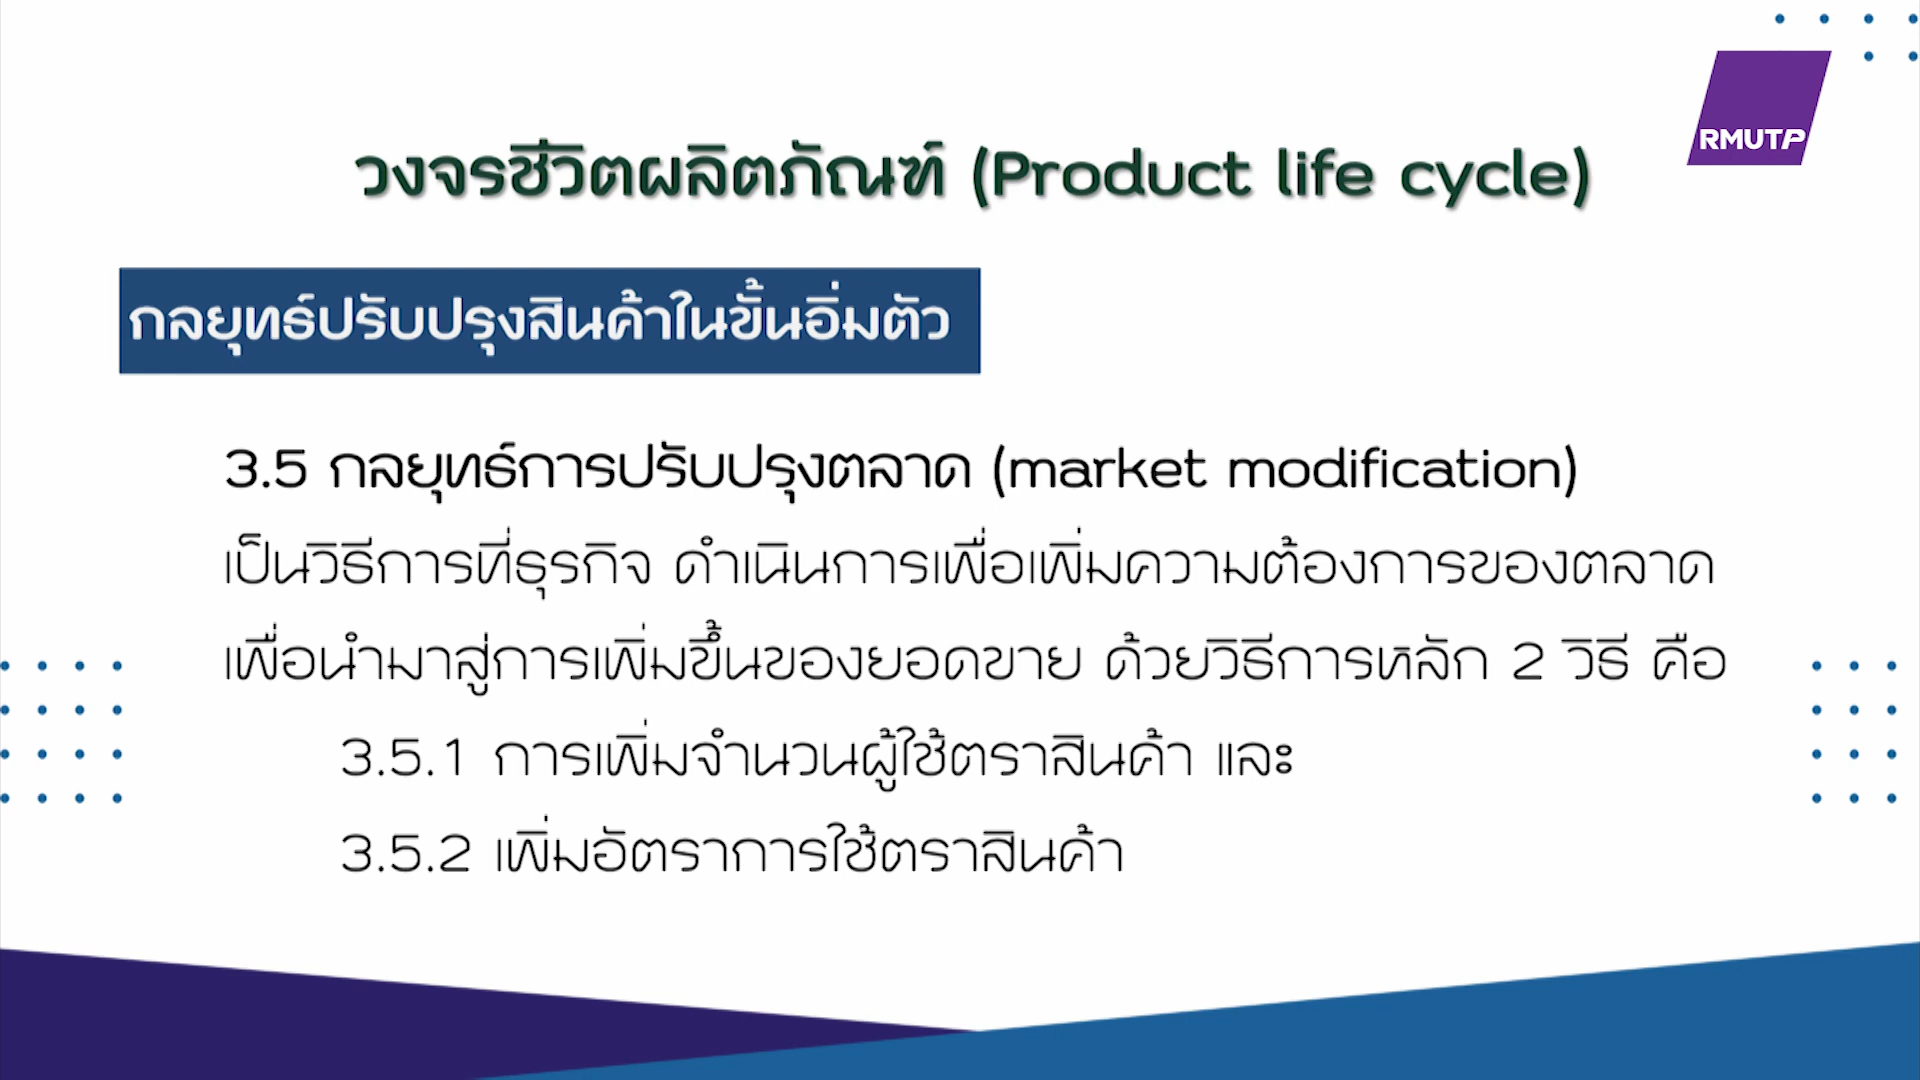 RMUTP
วงจรชีวิตผลิตภัณฑ์ (Product life cycle)
กลยุทธ์ปรับปรุงสินค้าในขั้นอิ่มตัว
3.5 กลยุทธ์การปรับปรุงตลาด (market modification)
เป็นวิธีการที่ธุรกิจ ดำเนินการเพื่อเพิ่มความต้องการของตลาด
เพื่อนำมาสู่การเพิ่มขึ้นของยอดขาย ด้วยวิธีการหลัก 2 วิธี คือ
3.5.1 การเพิ่มจำนวนผู้ใช้ตราสินค้า และ
3.5.2 เพิ่มอัตราการใช้ตราสินค้า